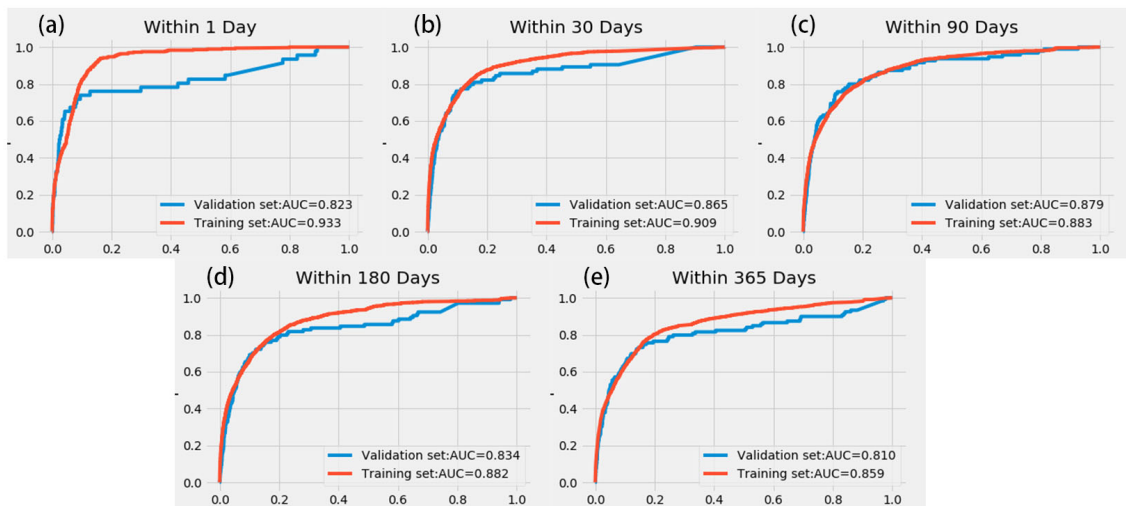 (a) Within 1 Day
1.0
0.8
0.6
0.4
0.2
0.0
Validation set:AUC=0.823
Training set:AUC=0.933
0.0 0.2 0.4 0.6 0.8 1.0
(b) Within 30 Days
1.0
0.8
0.6
0.4
0.2
0.0
Validation set:AUC=0.865
Training set:AUC=0.909
0.0 0.2 0.4 0.6 0.8 1.0
(c) Within 90 Days
1.0
0.8
0.6
0.4
0.2
0.0
Validation set:AUC=0.879
Training set:AUC=0.883
0.0 0.2 0.4 0.6 0.8 1.0
(d) Within 180 Days
1.0
0.8
0.6
0.4
0.2
0.0
Validation set:AUC=0.834
Training set:AUC=0.882
0.0 0.2 0.4 0.6 0.8 1.0
(e) Within 365 Days
1.0
0.8
0.6
0.4
0.2
0.0
Validation set:AUC=0.810
Training set:AUC=0.859
0.0 0.2 0.4 0.6 0.8 1.0